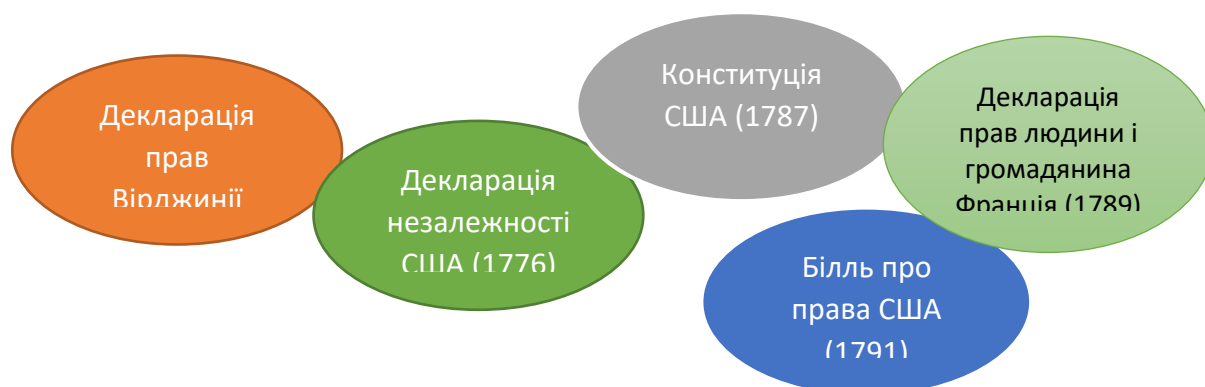 Декларація
прав
Вірджинії
Декларація
незалежності
США (1776)
Конституція
США (1787)
Декларація
прав людини і
громадянина
Франція (1789)
Білль про
права США
(1791)